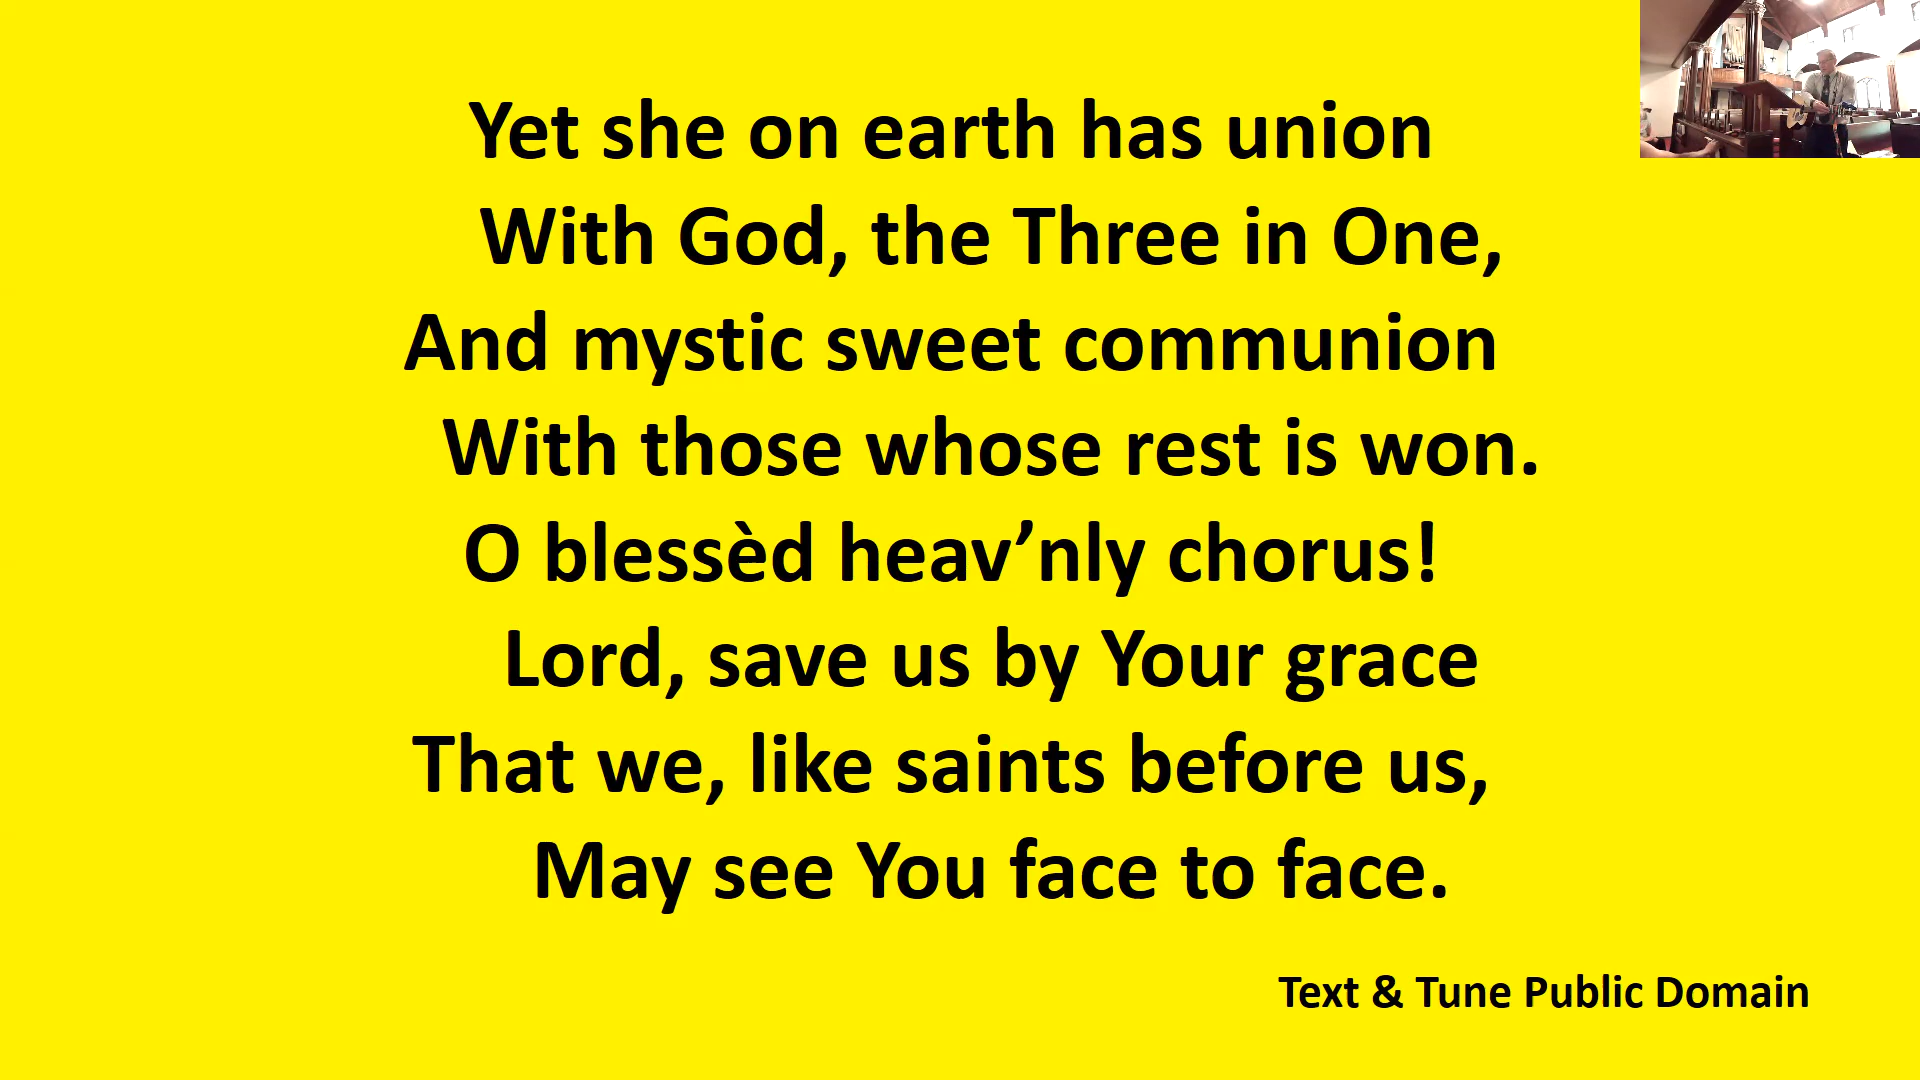 Yet she on earth has union
With God, the Three in One,
And mystic sweet communion
With those whose rest is won.
O blessèd heav’nly chorus!
Lord, save us by Your grace
That we, like saints before us,
May see You face to face.
Text & Tune Public Domain